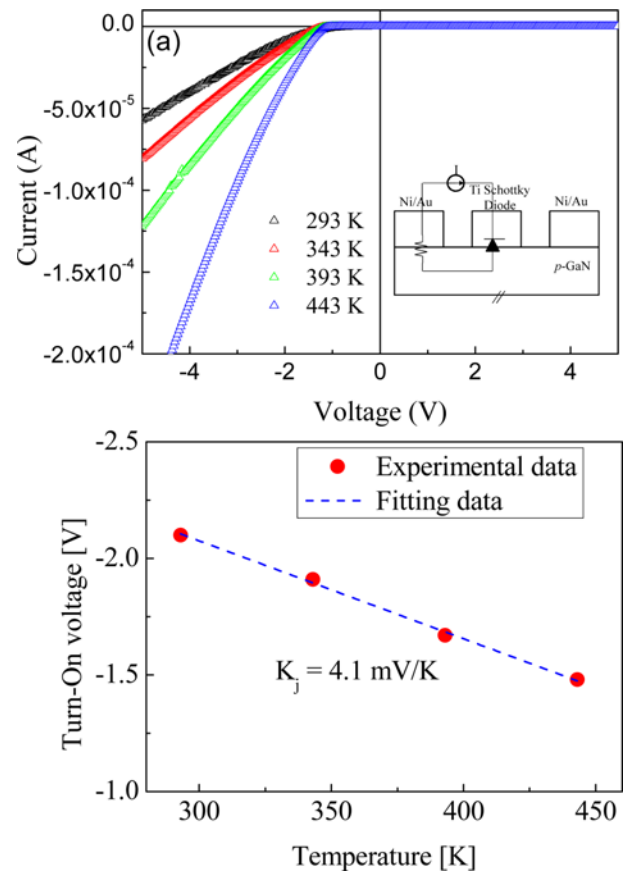 (a)
0.0
-5.0x10⁻⁵
-1.0x10⁻⁴
-1.5x10⁻⁴
-2.0x10⁻⁴
Current (A)
293 K
343 K
393 K
443 K
I
Ni/Au
Ti Schottky
Diode
Ni/Au
p-GaN
-4
-2
0
2
4
Voltage (V)
-2.5
-2.0
-1.5
-1.0
Turn-On voltage [V]
Experimental data
Fitting data
K_j = 4.1 mV/K
300
350
400
450
Temperature [K]